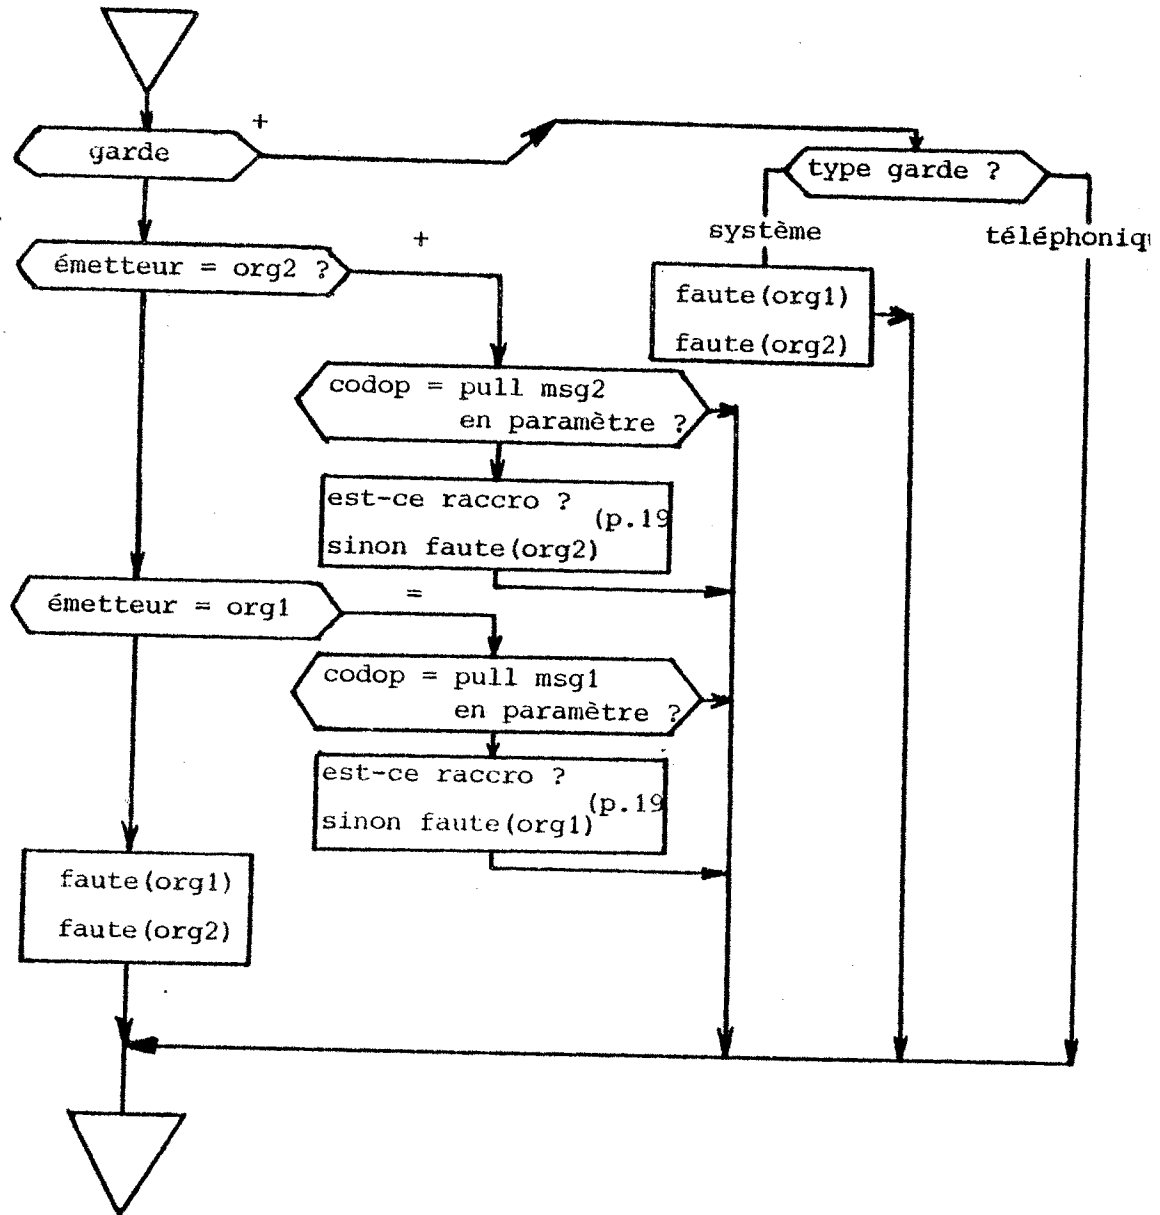 +
garde
type garde ?
système
téléphoniq
+
émetteur = org2 ?
faute(org1)
faute(org2)
codop = pull msg2
en paramètre ?
est-ce raccro ?
(p.19
sinon faute(org2)
émetteur = org1
=
codop = pull msg1
en paramètre ?
est-ce raccro ?
(p.19
sinon faute(org1)
faute(org1)
faute(org2)